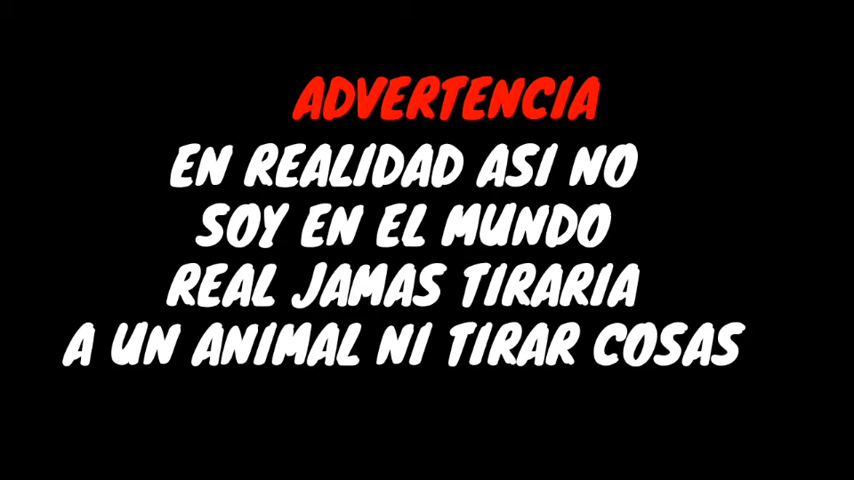 ADVERTENCIA
EN REALIDAD ASI NO
SOY EN EL MUNDO
REAL JAMAS TIRARIA
A UN ANIMAL NI TIRAR COSAS